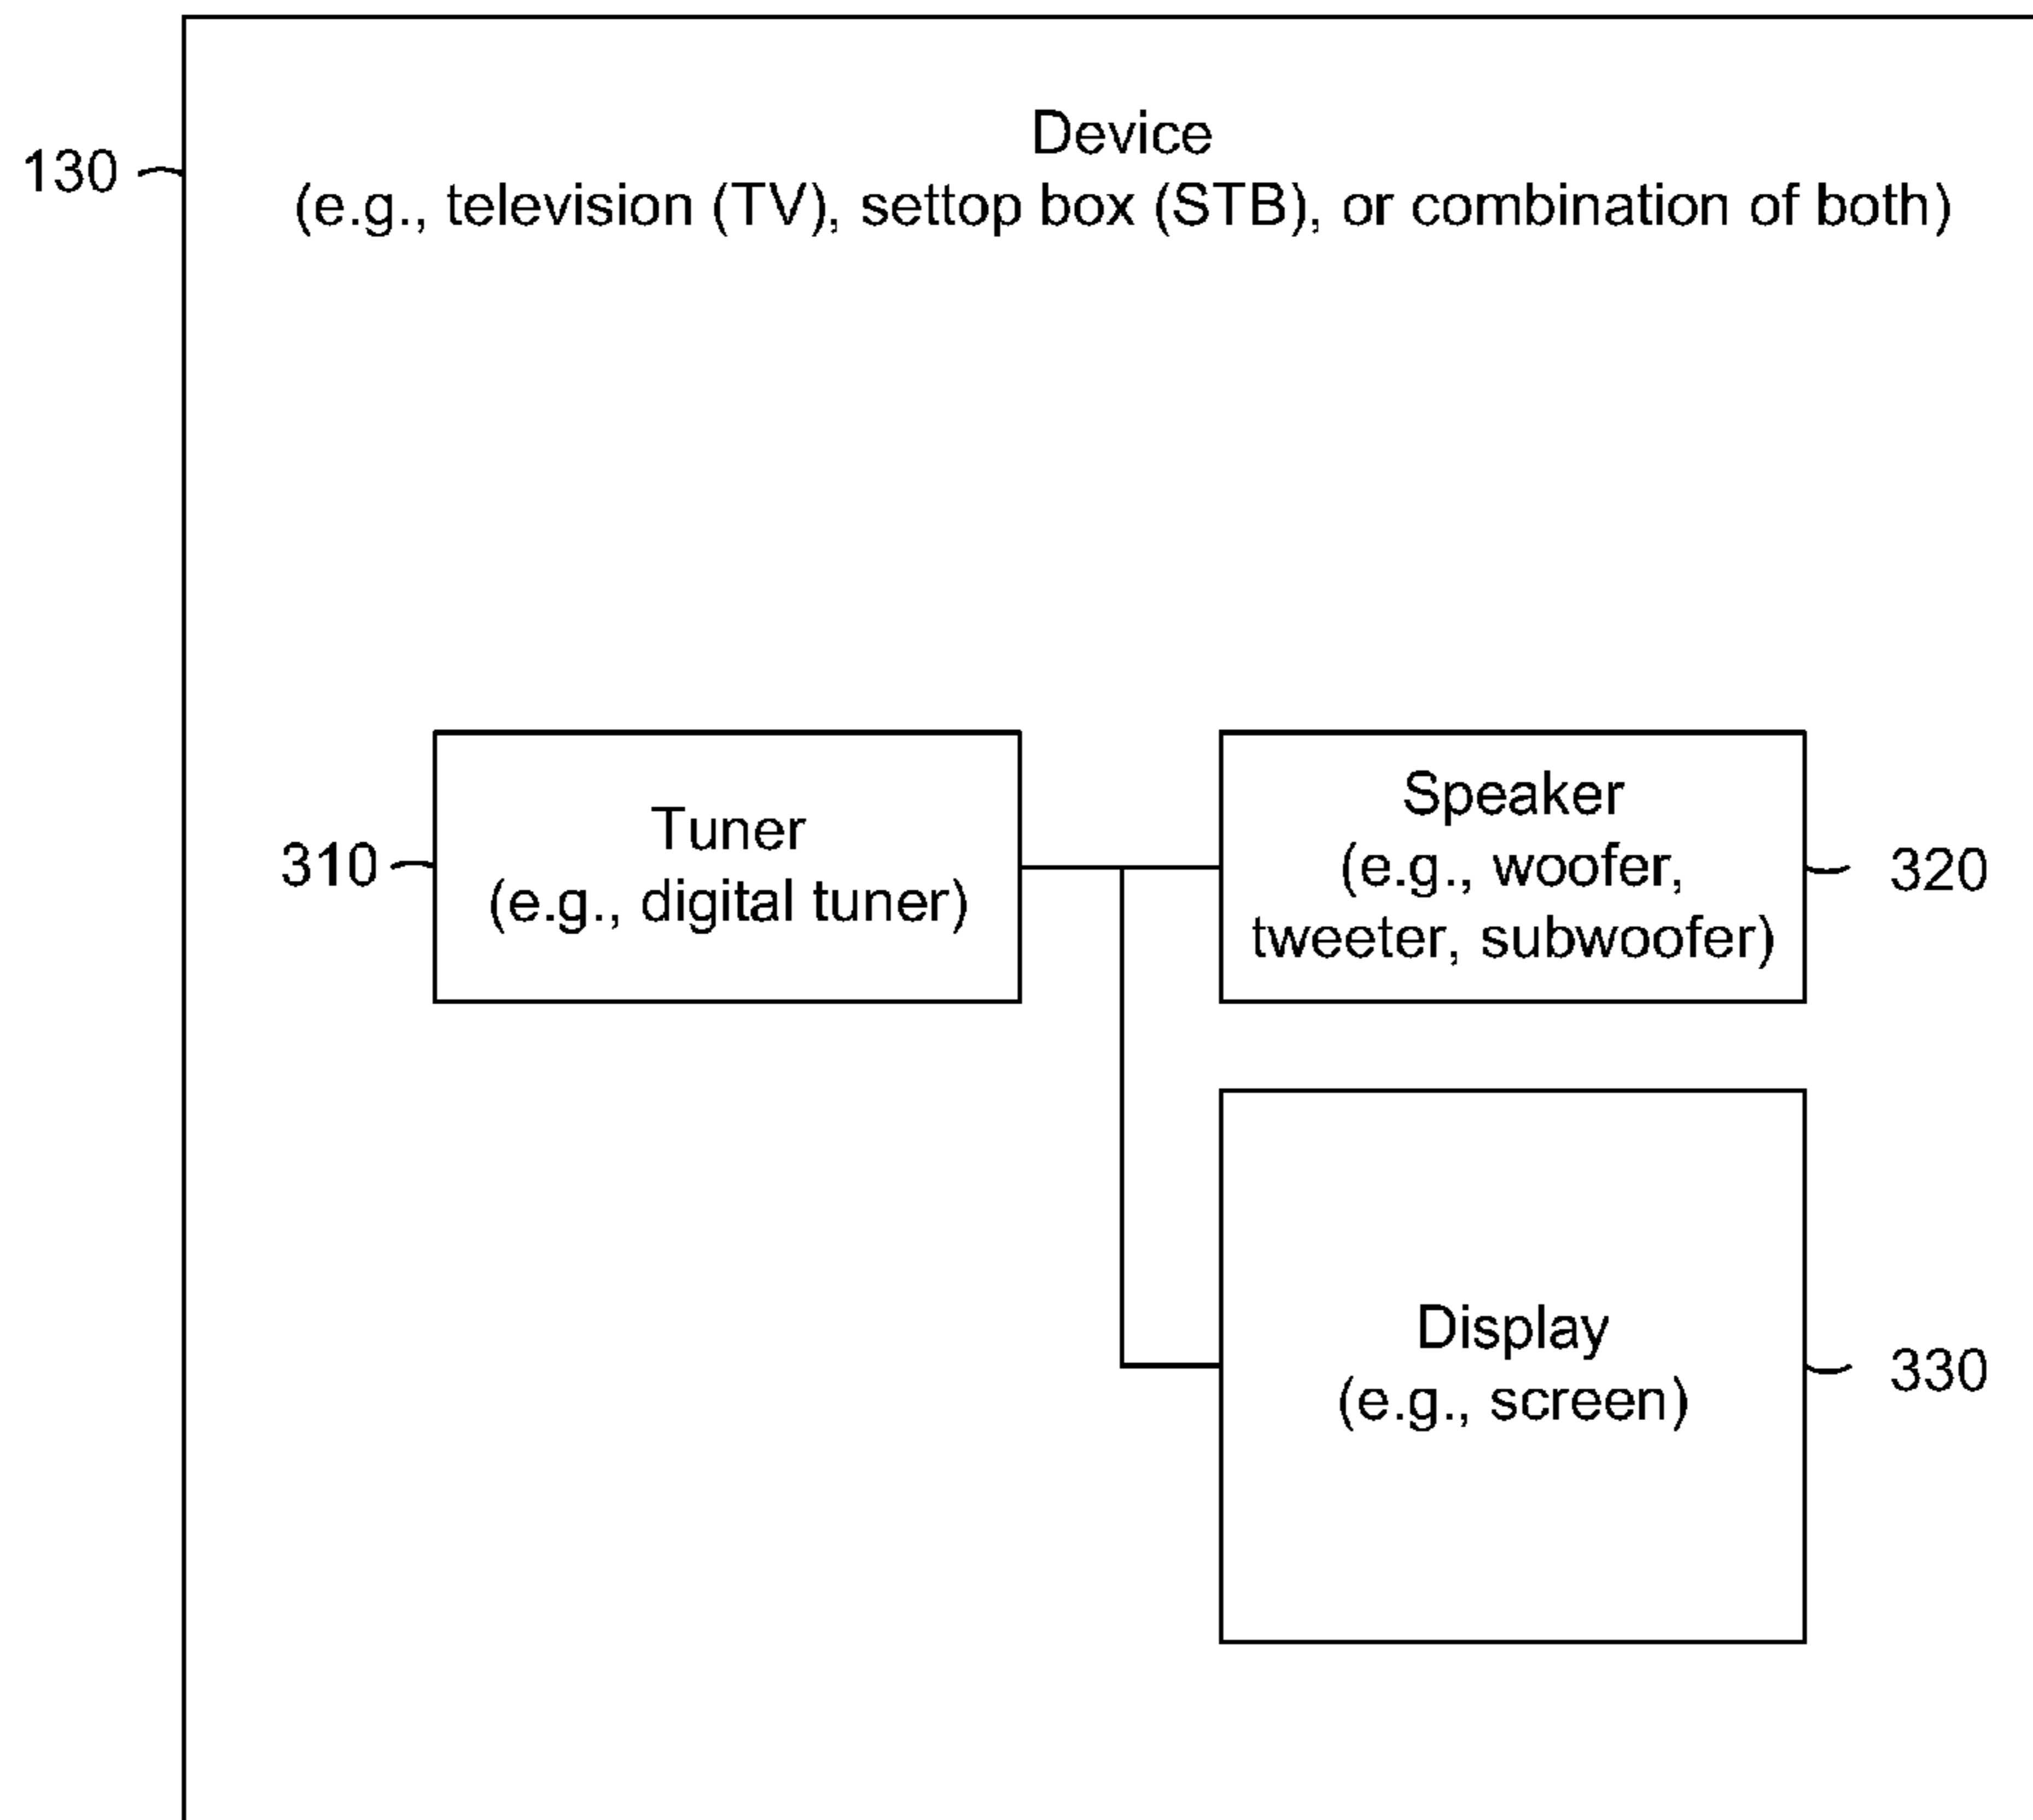 Device
130
(e.g., television (TV), settop box (STB), or combination of both)
Tuner
(e.g., digital tuner)
310
Speaker
(e.g., woofer,
tweeter, subwoofer)
320
Display
(e.g., screen)
330